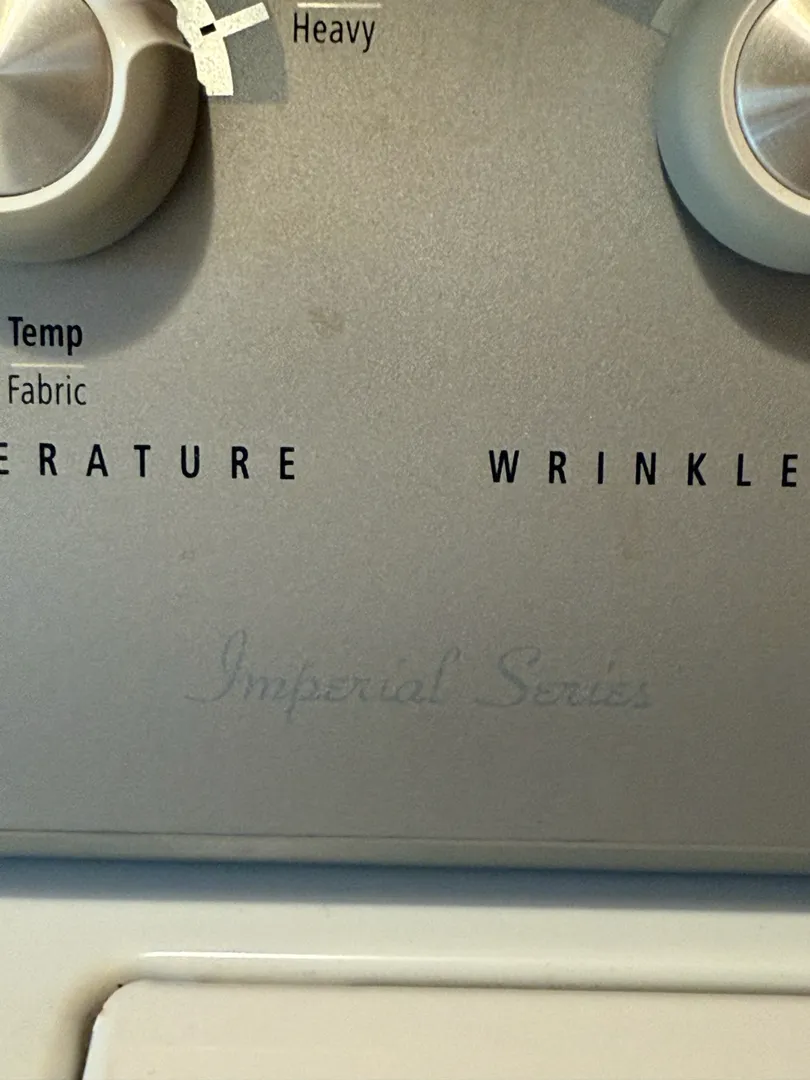 Heavy
Temp
Fabric
ERATURE WRINKLE
Imperial Series